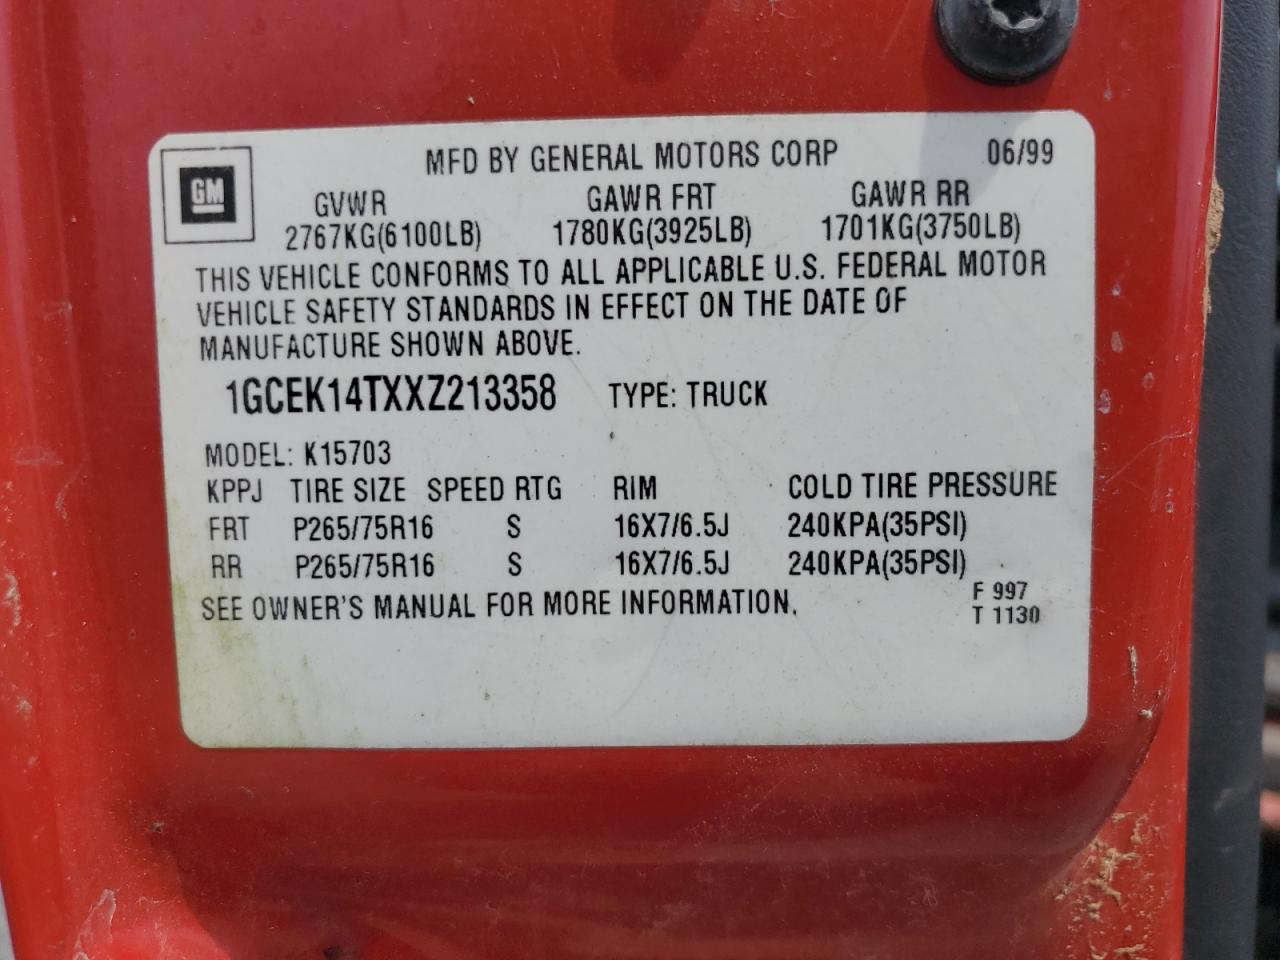 GM
MFD BY GENERAL MOTORS CORP 06/99
GVWR GAWR FRT GAWR RR
2767KG(6100LB) 1780KG(3925LB) 1701KG(3750LB)
THIS VEHICLE CONFORMS TO ALL APPLICABLE U.S. FEDERAL MOTOR
VEHICLE SAFETY STANDARDS IN EFFECT ON THE DATE OF
MANUFACTURE SHOWN ABOVE.
1GCEK14TXXZ213358 TYPE: TRUCK
MODEL: K15703
KPPJ TIRE SIZE SPEED RTG RIM COLD TIRE PRESSURE
FRT P265/75R16 S 16X7/6.5J 240KPA(35PSI)
RR P265/75R16 S 16X7/6.5J 240KPA(35PSI)
SEE OWNER'S MANUAL FOR MORE INFORMATION.
F 997
T 1130